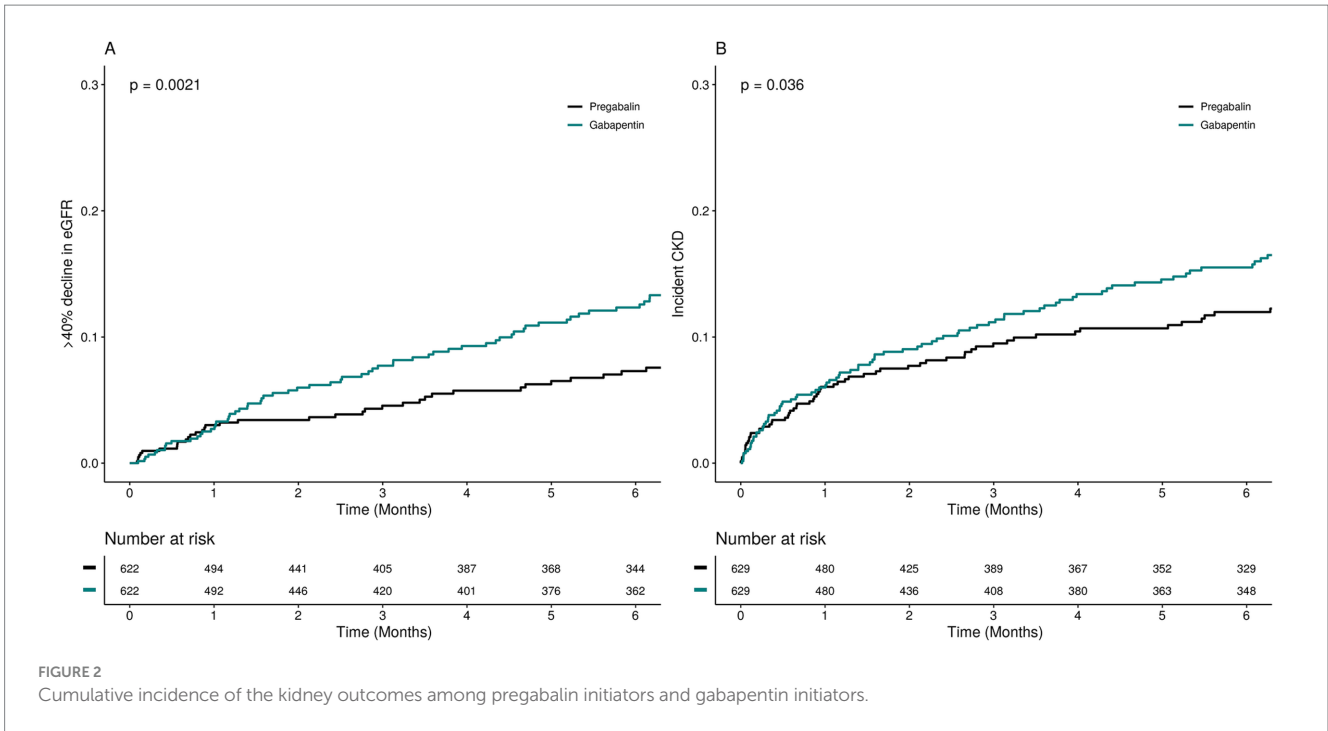 A
p = 0.0021
Pregabalin
Gabapentin
>40% decline in eGFR
0.3
0.2
0.1
0.0
0 1 2 3 4 5 6
Time (Months)
Number at risk
622 494 441 405 387 368 344
622 492 446 420 401 376 362
0 1 2 3 4 5 6
Time (Months)
B
p = 0.036
Pregabalin
Gabapentin
Incident CKD
0.3
0.2
0.1
0.0
0 1 2 3 4 5 6
Time (Months)
Number at risk
629 480 425 389 367 352 329
629 480 436 408 380 363 348
0 1 2 3 4 5 6
Time (Months)
FIGURE 2
Cumulative incidence of the kidney outcomes among pregabalin initiators and gabapentin initiators.